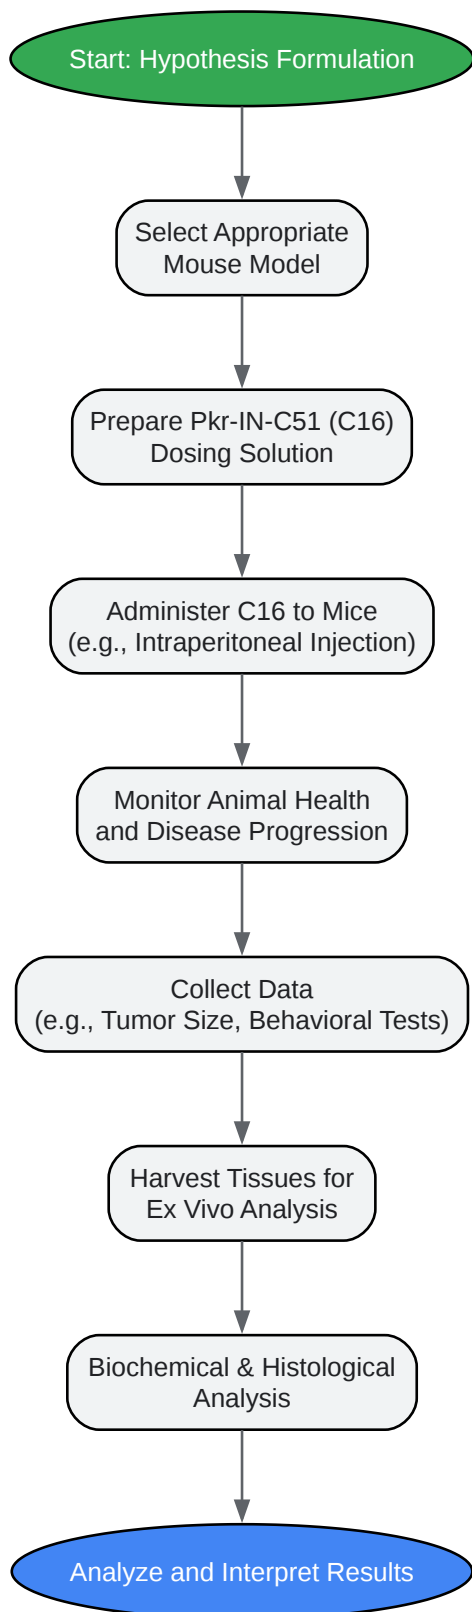 Start: Hypothesis Formulation
Select Appropriate
Mouse Model
Prepare Pkr-IN-C51 (C16)
Dosing Solution
Administer C16 to Mice
(e.g., Intraperitoneal Injection)
Monitor Animal Health
and Disease Progression
Collect Data
(e.g., Tumor Size, Behavioral Tests)
Harvest Tissues for
Ex Vivo Analysis
Biochemical & Histological
Analysis
Analyze and Interpret Results